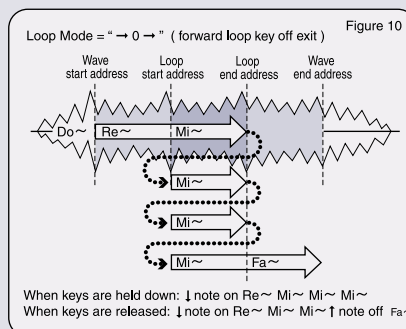 Figure 10
Loop Mode = “ → 0 → ” ( forward loop key off exit )
Wave start address
Loop start address
Loop end address
Wave end address
Do～ Re～ Mi～
Mi～
Mi～
Mi～ Fa～
When keys are held down: ↓note on Re～ Mi～ Mi～ Mi～
When keys are released: ↓note on Re～ Mi～ Mi～↑note off Fa～